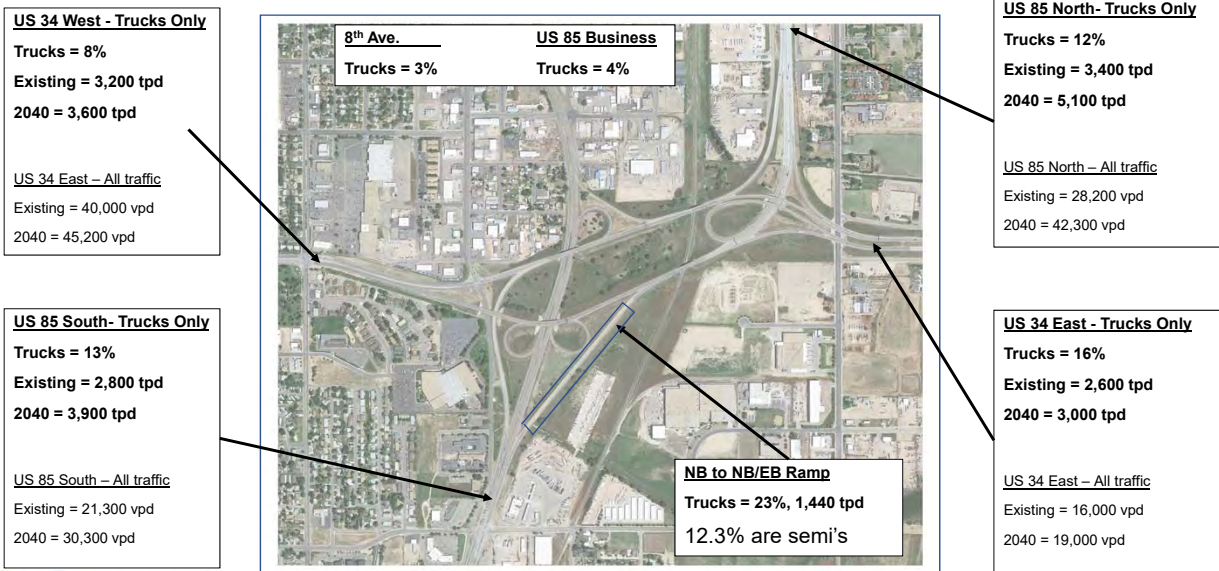 US 34 West - Trucks Only
Trucks = 8%
Existing = 3,200 tpd
2040 = 3,600 tpd
US 34 East – All traffic
Existing = 40,000 vpd
2040 = 45,200 vpd
8th Ave.
Trucks = 3%
US 85 Business
Trucks = 4%
US 85 North- Trucks Only
Trucks = 12%
Existing = 3,400 tpd
2040 = 5,100 tpd
US 85 North – All traffic
Existing = 28,200 vpd
2040 = 42,300 vpd
US 85 South- Trucks Only
Trucks = 13%
Existing = 2,800 tpd
2040 = 3,900 tpd
US 85 South – All traffic
Existing = 21,300 vpd
2040 = 30,300 vpd
NB to NB/EB Ramp
Trucks = 23%, 1,440 tpd
12.3% are semi's
US 34 East - Trucks Only
Trucks = 16%
Existing = 2,600 tpd
2040 = 3,000 tpd
US 34 East – All traffic
Existing = 16,000 vpd
2040 = 19,000 vpd